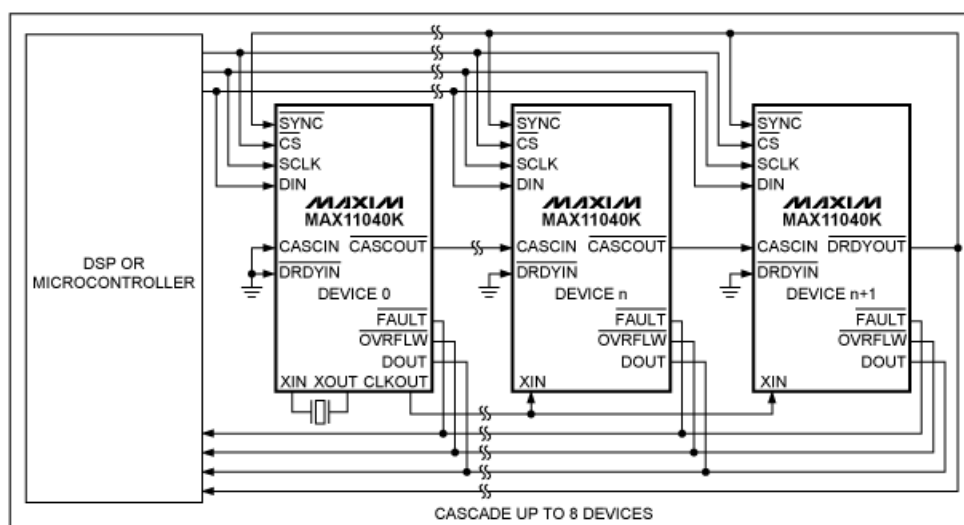 DSP OR
MICROCONTROLLER
SYNC
CS
SCLK
DIN
MAXIM
MAX11040K
CASCIN CASCOUT
DRDYIN
DEVICE 0
FAULT
OVRFLW
DOUT
XIN XOUT CLKOUT
SYNC
CS
SCLK
DIN
MAXIM
MAX11040K
CASCIN CASCOUT
DRDYIN
DEVICE n
FAULT
OVRFLW
DOUT
XIN
SYNC
CS
SCLK
DIN
MAXIM
MAX11040K
CASCIN DRDYOUT
DRDYIN
DEVICE n+1
FAULT
OVRFLW
DOUT
XIN
CASCADE UP TO 8 DEVICES